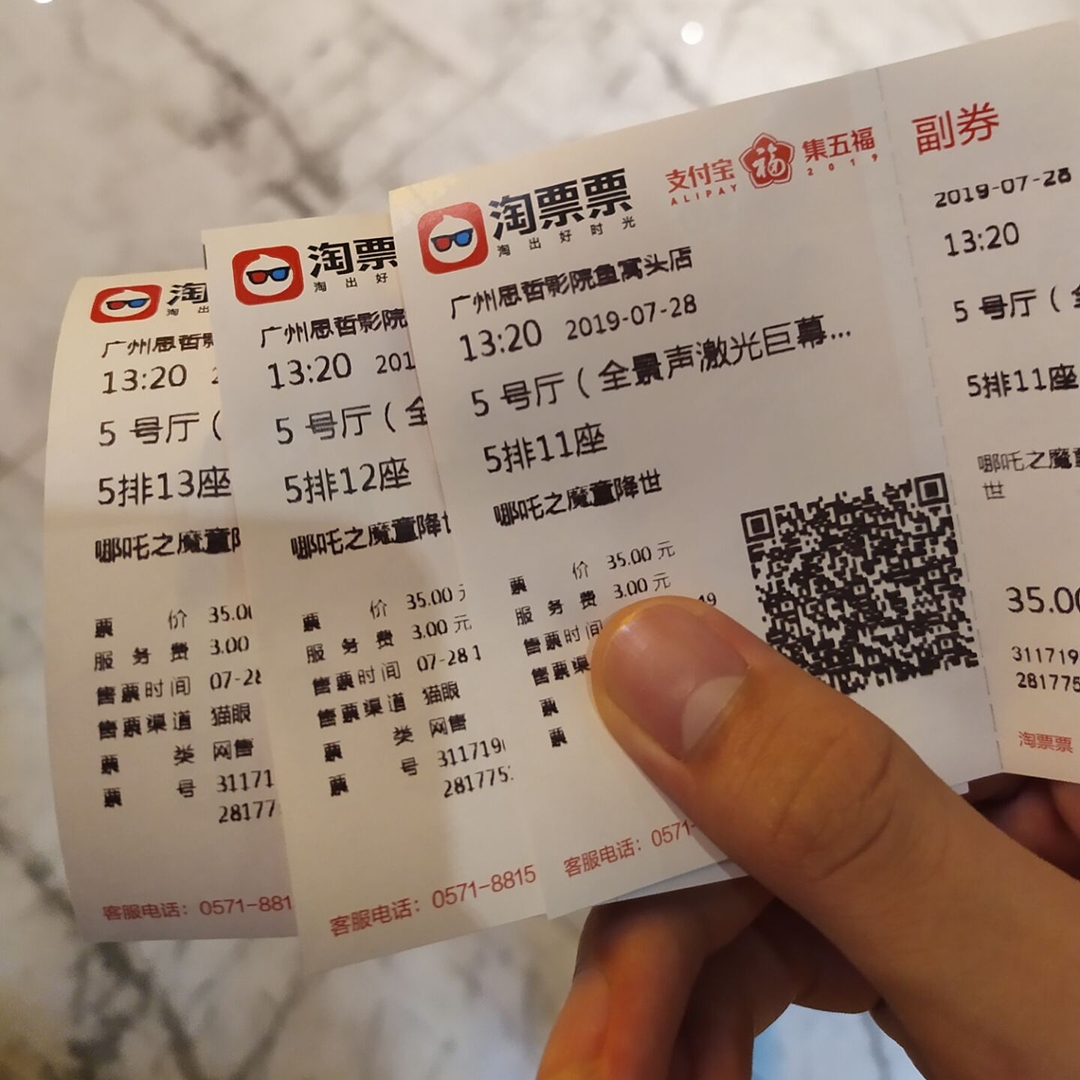 淘
淘 出
广州思哲影
13:20 2
5 号厅（
5排13座
哪吒之魔童降
票 价 35.00
服 务 费 3.00
售票时间 07-28
售票渠道 猫眼
票 类 网售
票 号 31171
28177
客服电话：0571-881
淘票
淘 出 好
广州思哲影院
13:20 201
5 号厅（全
5排12座
哪吒之魔童降世
票 价 35.00 元
服 务 费 3.00 元
售票时间 07-28 1
售票渠道 猫眼
票 类 网售
票 号 311719
281775
客服电话：0571-8815
淘票票
淘 出 好 时 光
支付宝
ALIPAY
福
集五福
2019
广州思哲影院鱼窝头店
13:20 2019-07-28
5 号厅（全景声激光巨幕...
5排11座
哪吒之魔童降世
票 价 35.00 元
服 务 费 3.00 元
售票时间 49
售票渠
票
票
客服电话：0571-
副券
2019-07-28
13:20
5 号厅（全
5排11座
哪吒之魔童
世
35.00
311719
281775
淘票票